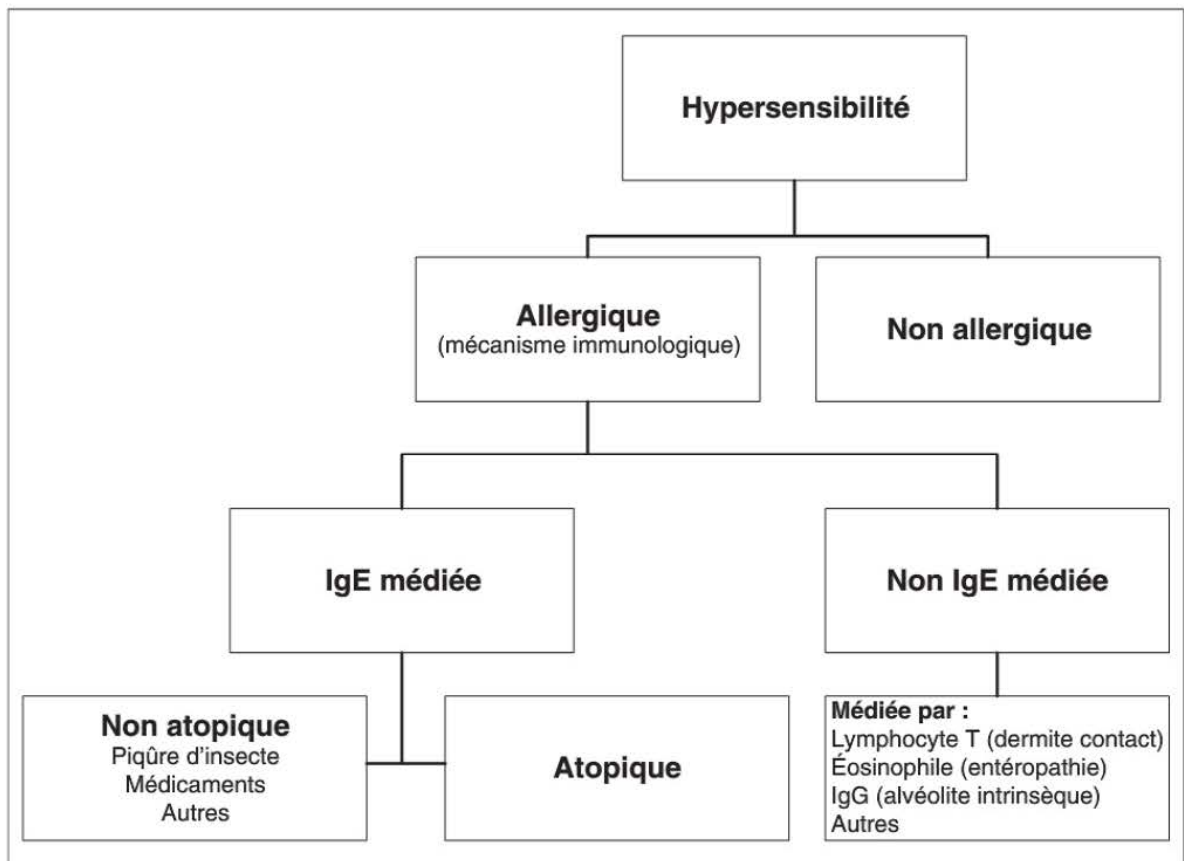 Hypersensibilité
Allergique
(mécanisme immunologique)
Non allergique
IgE médiée
Non IgE médiée
Non atopique
Piqûre d'insecte
Médicaments
Autres
Atopique
Médiée par :
Lymphocyte T (dermite contact)
Éosinophile (entéropathie)
IgG (alvéolite intrinsèque)
Autres